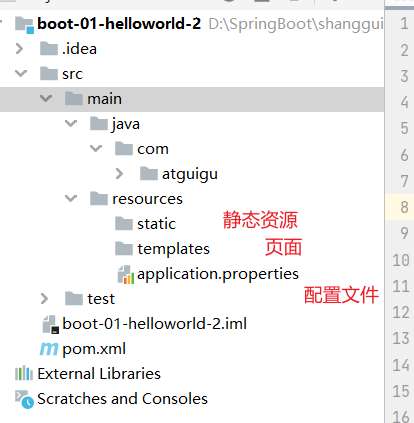 boot-01-helloworld-2 D:\SpringBoot\shanggui
.idea
src
main
java
com
atguigu
resources
static 静态资源
templates 页面
application.properties
配置文件
test
boot-01-helloworld-2.iml
pom.xml
External Libraries
Scratches and Consoles
1
2
3
4
5
6
7
8
9
10
11
12
13
14
15
16